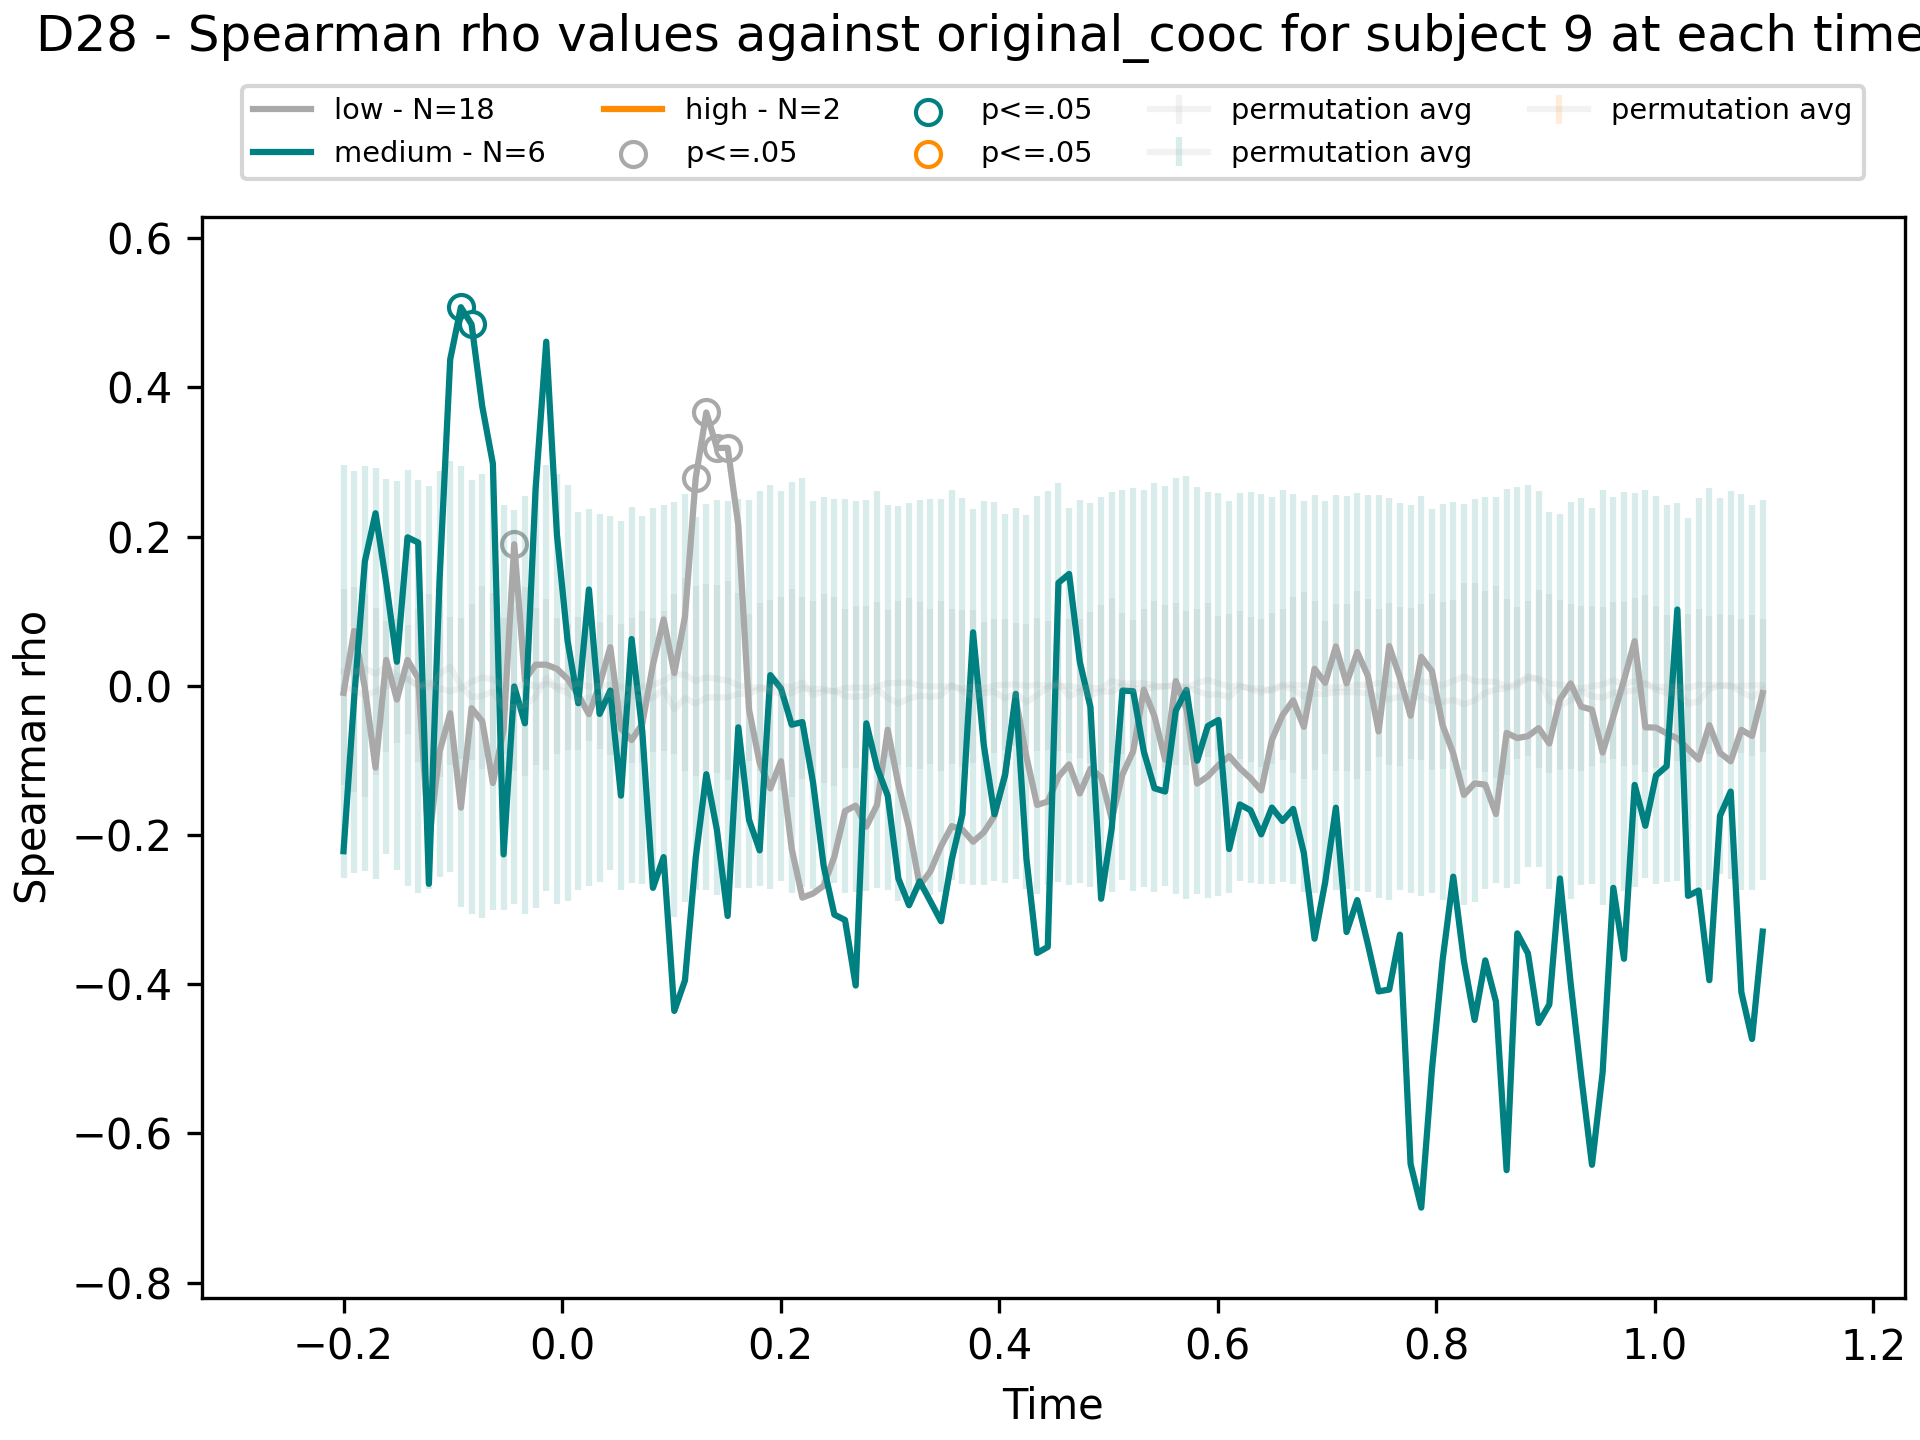 D28 - Spearman rho values against original_cooc for subject 9 at each time
low - N=18
medium - N=6
high - N=2
p<=.05
p<=.05
p<=.05
permutation avg
permutation avg
permutation avg
0.6
0.4
0.2
0.0
−0.2
−0.4
−0.6
−0.8
Spearman rho
−0.2 0.0 0.2 0.4 0.6 0.8 1.0 1.2
Time